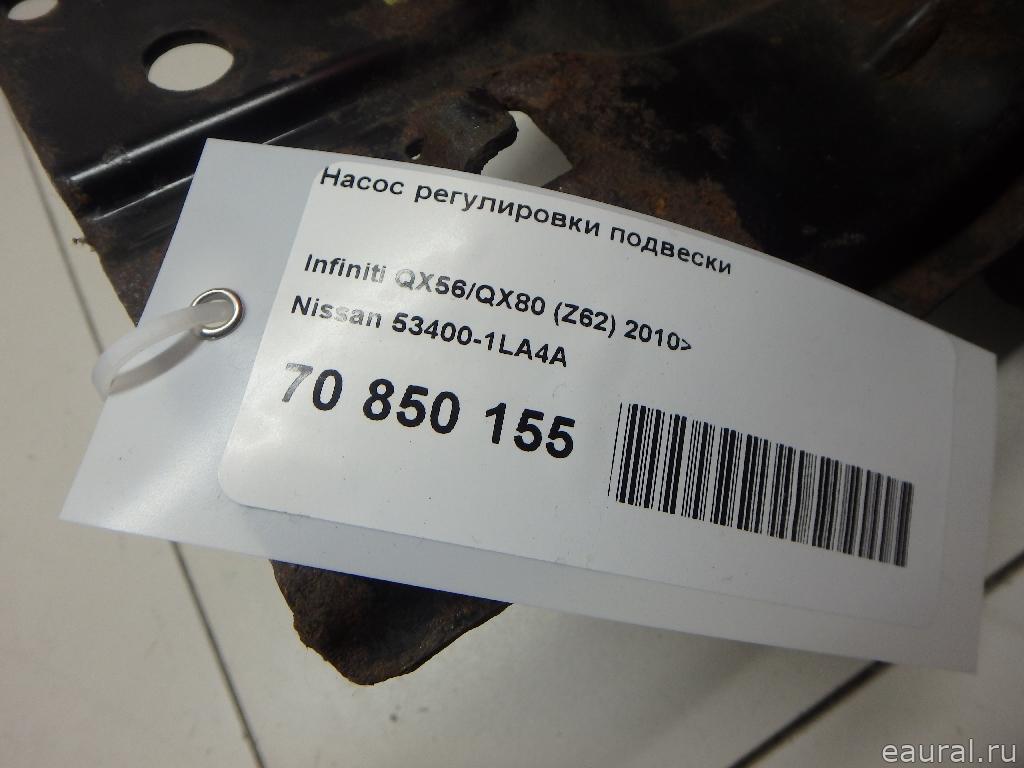 Насос регулировки подвески
Infiniti QX56/QX80 (Z62) 2010>
Nissan 53400-1LA4A
70 850 155
eaural.ru